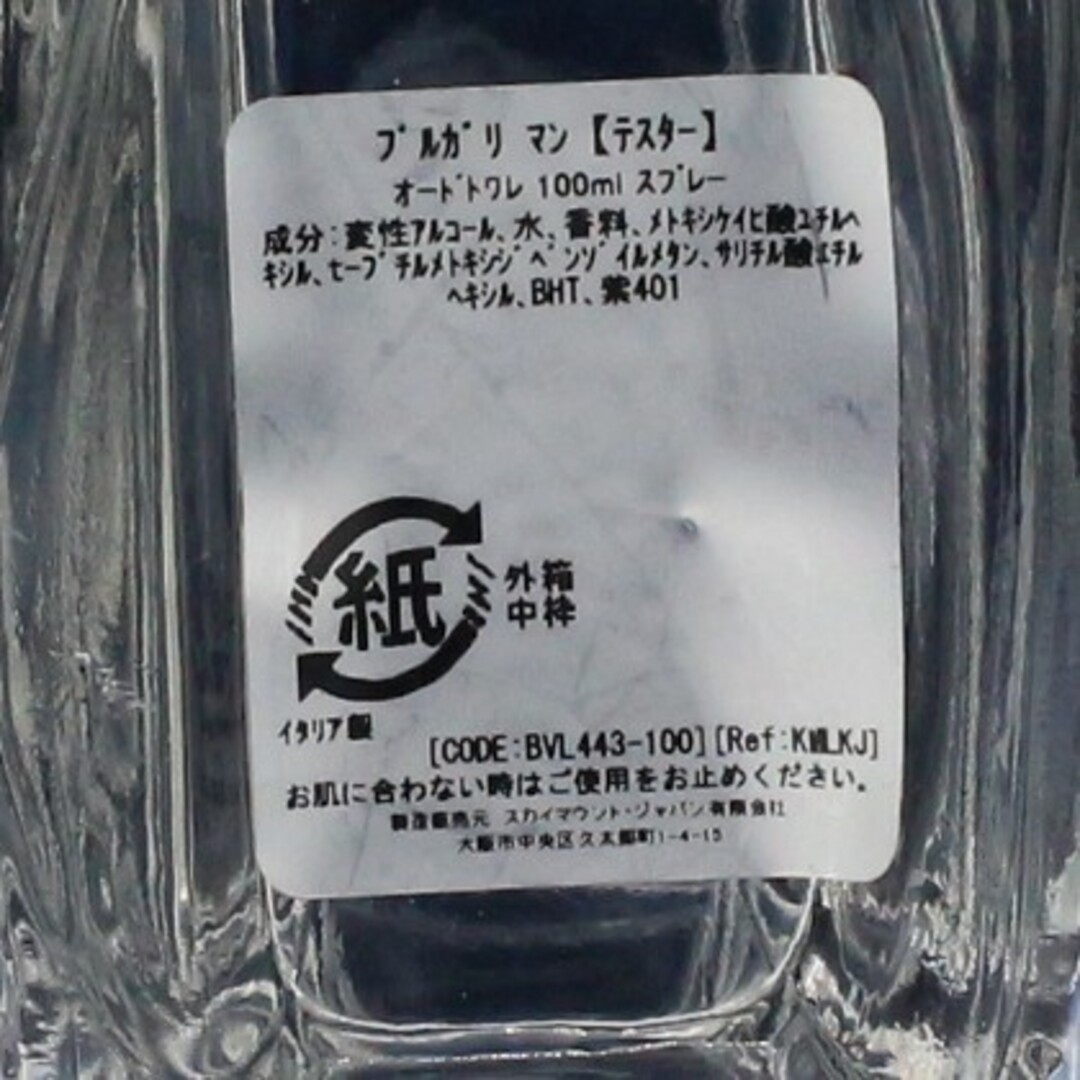 ブルガリ マン【テスター】
オードトワレ 100ml スプレー
成分:変性アルコール、水、香料、メトキシケイヒ酸エチルヘ
キシル、t-ブチルメトキシジベンゾイルメタン、サリチル酸エチル
ヘキシル、BHT、紫401
紙
外箱
中枠
イタリア製
[CODE:BVL443-100][Ref:KMLKJ]
お肌に合わない時はご使用をお止めください。
製造販売元 スカイマウント・ジャパン有限会社
大阪市中央区久太郎町1-4-15